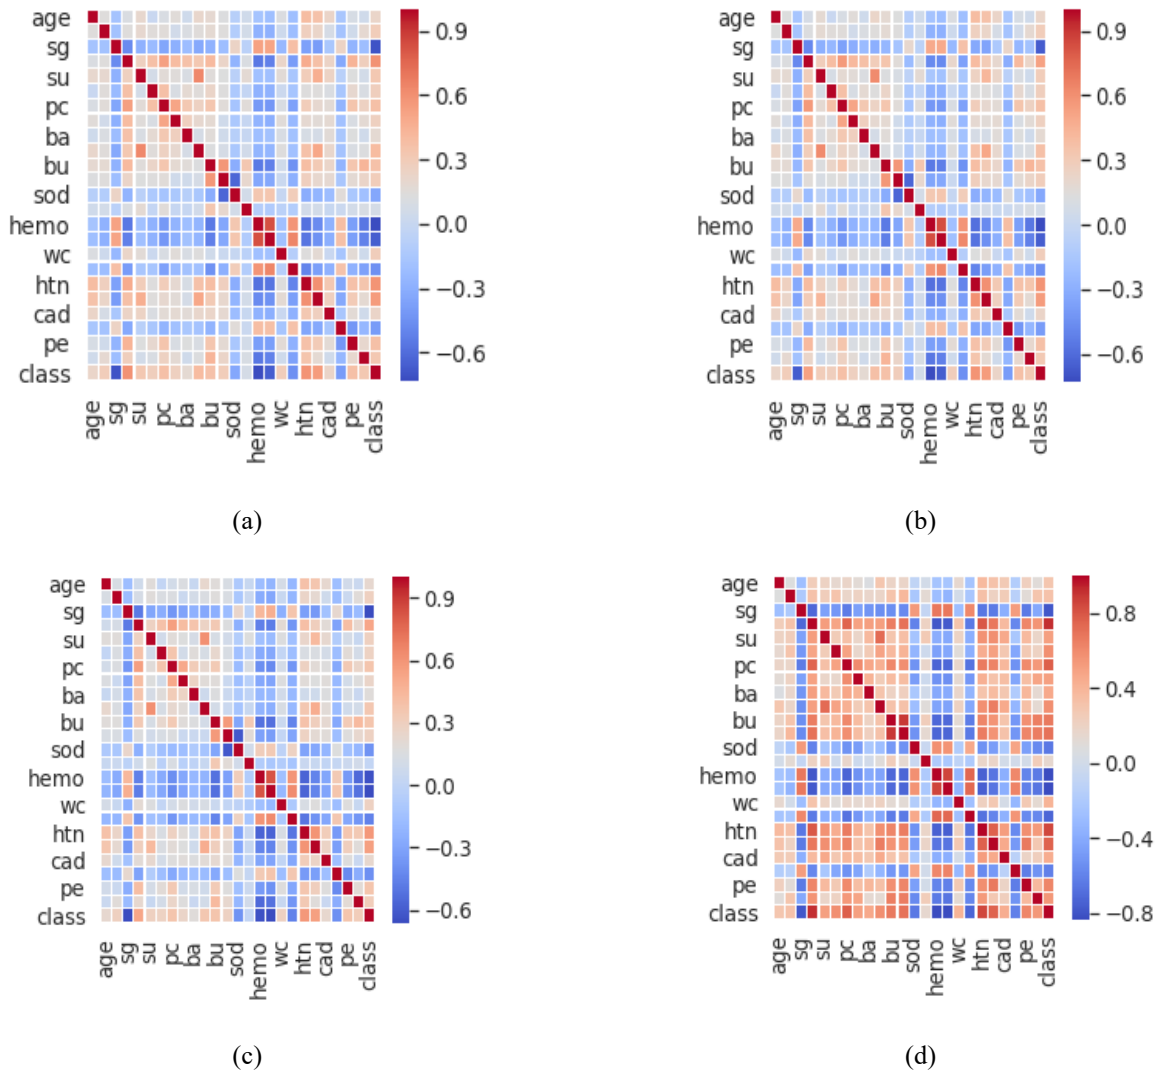 age
sg
su
pc
ba
bu
sod
hemo
wc
htn
cad
pe
class
age
sg
su
pc
ba
bu
sod
hemo
wc
htn
cad
pe
class
0.9
0.6
0.3
0.0
−0.3
−0.6
(a)
age
sg
su
pc
ba
bu
sod
hemo
wc
htn
cad
pe
class
age
sg
su
pc
ba
bu
sod
hemo
wc
htn
cad
pe
class
0.9
0.6
0.3
0.0
−0.3
−0.6
(b)
age
sg
su
pc
ba
bu
sod
hemo
wc
htn
cad
pe
class
age
sg
su
pc
ba
bu
sod
hemo
wc
htn
cad
pe
class
0.9
0.6
0.3
0.0
−0.3
−0.6
(c)
age
sg
su
pc
ba
bu
sod
hemo
wc
htn
cad
pe
class
age
sg
su
pc
ba
bu
sod
hemo
wc
htn
cad
pe
class
0.8
0.4
0.0
−0.4
−0.8
(d)